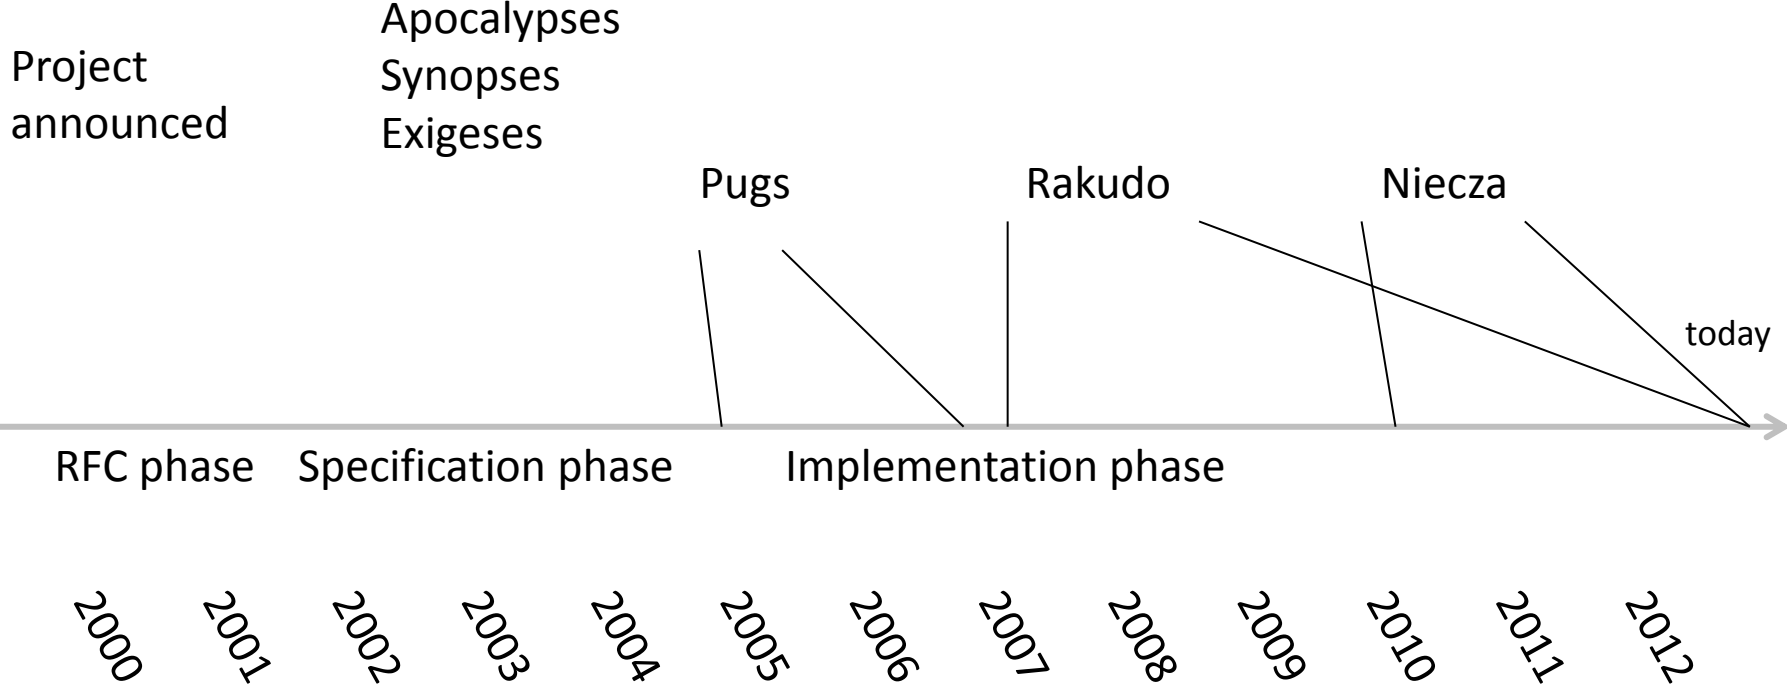 Project
announced
Apocalypses
Synopses
Exigeses
Pugs
Rakudo
Niecza
today
RFC phase
Specification phase
Implementation phase
2000
2001
2002
2003
2004
2005
2006
2007
2008
2009
2010
2011
2012